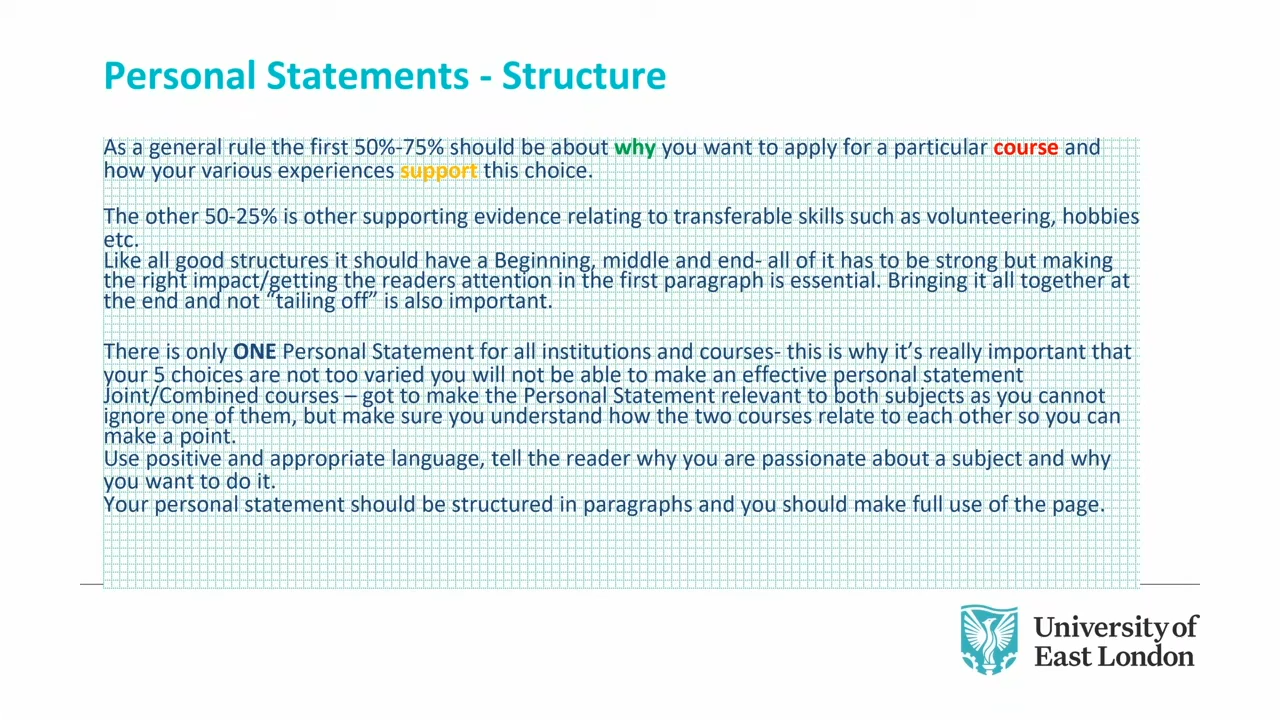 Personal Statements - Structure
As a general rule the first 50%-75% should be about why you want to apply for a particular course and
how your various experiences support this choice.
The other 50-25% is other supporting evidence relating to transferable skills such as volunteering, hobbies
etc.
Like all good structures it should have a Beginning, middle and end- all of it has to be strong but making
the right impact/getting the readers attention in the first paragraph is essential. Bringing it all together at
the end and not “tailing off” is also important.
There is only ONE Personal Statement for all institutions and courses- this is why it’s really important that
your 5 choices are not too varied you will not be able to make an effective personal statement
Joint/Combined courses – got to make the Personal Statement relevant to both subjects as you cannot
ignore one of them, but make sure you understand how the two courses relate to each other so you can
make a point.
Use positive and appropriate language, tell the reader why you are passionate about a subject and why
you want to do it.
Your personal statement should be structured in paragraphs and you should make full use of the page.
University of
East London